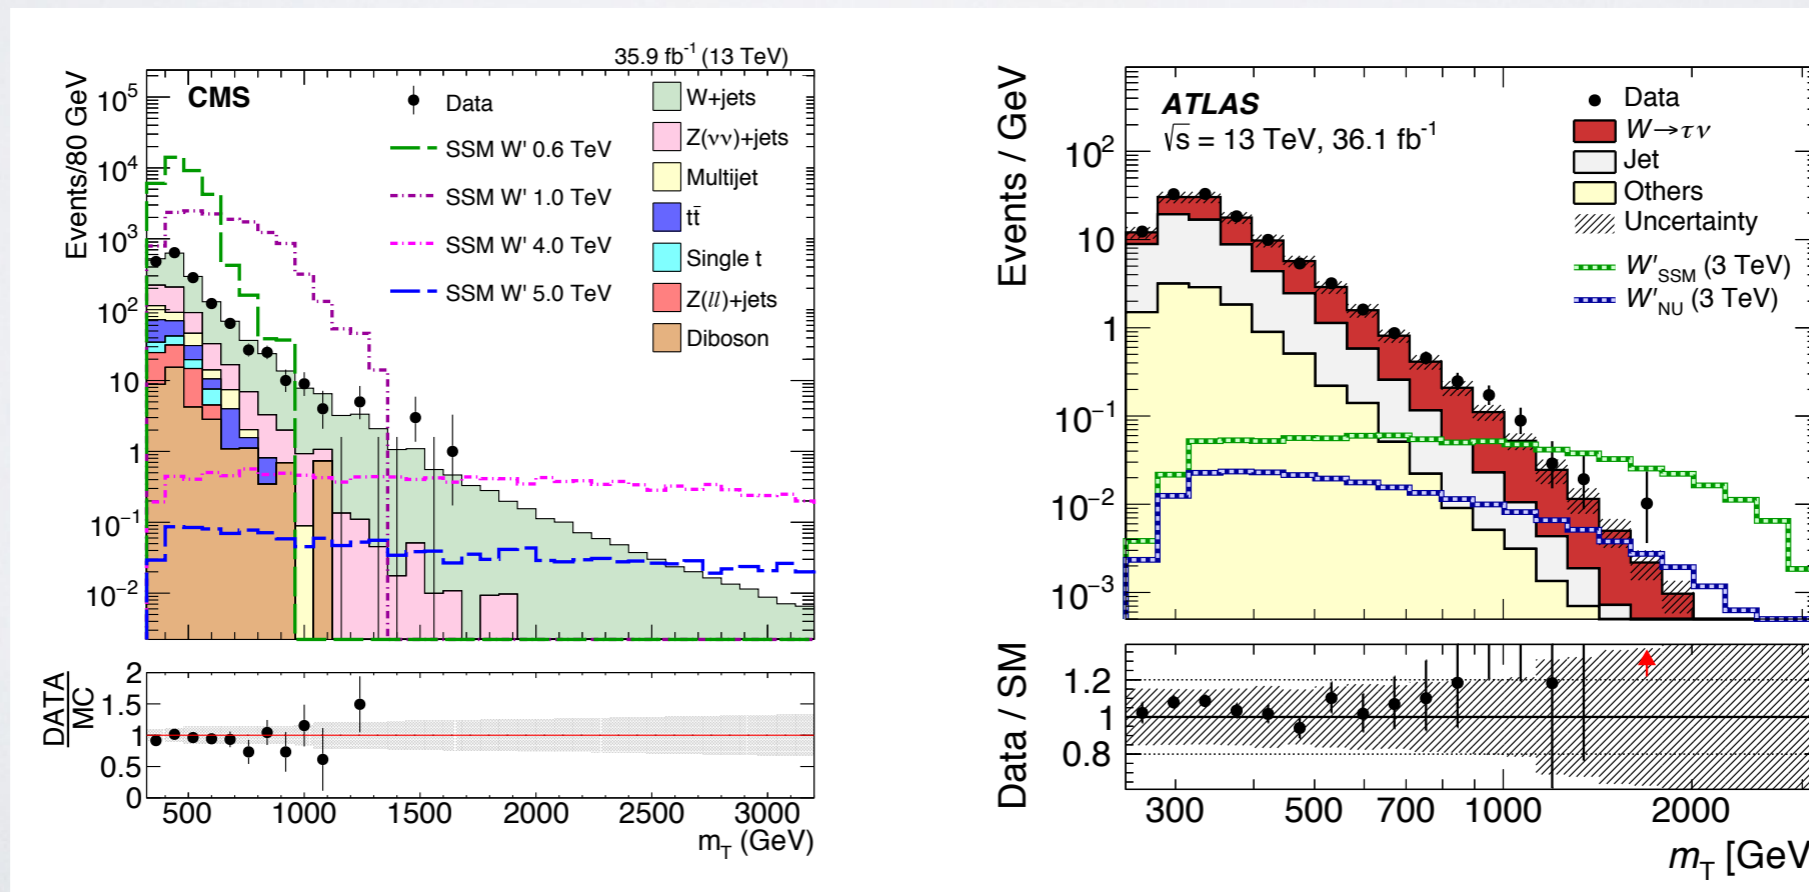 35.9 fb-1 (13 TeV)
CMS
Data
SSM W' 0.6 TeV
SSM W' 1.0 TeV
SSM W' 4.0 TeV
SSM W' 5.0 TeV
W+jets
Z(νν)+jets
Multijet
tt̄
Single t
Z(ll)+jets
Diboson
Events/80 GeV
10⁵
10⁴
10³
10²
10
1
10⁻¹
10⁻²
DATA
MC
2
1.5
1
0.5
0
500 1000 1500 2000 2500 3000
mT (GeV)
ATLAS
√s = 13 TeV, 36.1 fb-1
Data
W→τν
Jet
Others
Uncertainty
W'SSM (3 TeV)
W'NU (3 TeV)
Events / GeV
10²
10
1
10⁻¹
10⁻²
10⁻³
Data / SM
1.2
1
0.8
300 500 700 1000 2000
mT [GeV